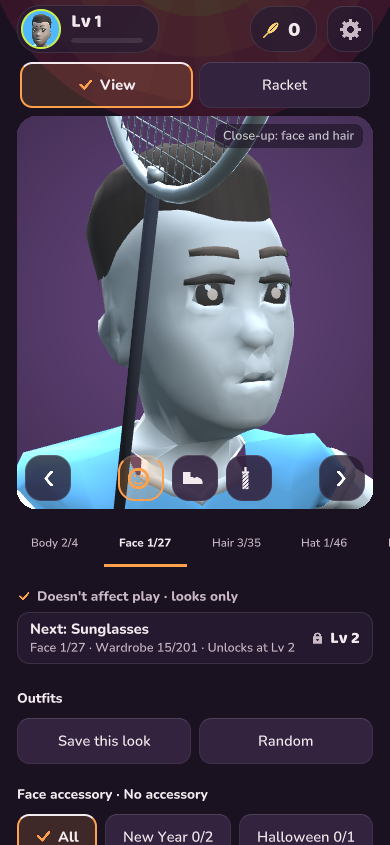 Lv 1
0
View
Racket
Close-up: face and hair
Body 2/4
Face 1/27
Hair 3/35
Hat 1/46
Doesn't affect play · looks only
Next: Sunglasses
Face 1/27 · Wardrobe 15/201 · Unlocks at Lv 2
Lv 2
Outfits
Save this look
Random
Face accessory · No accessory
All
New Year 0/2
Halloween 0/1